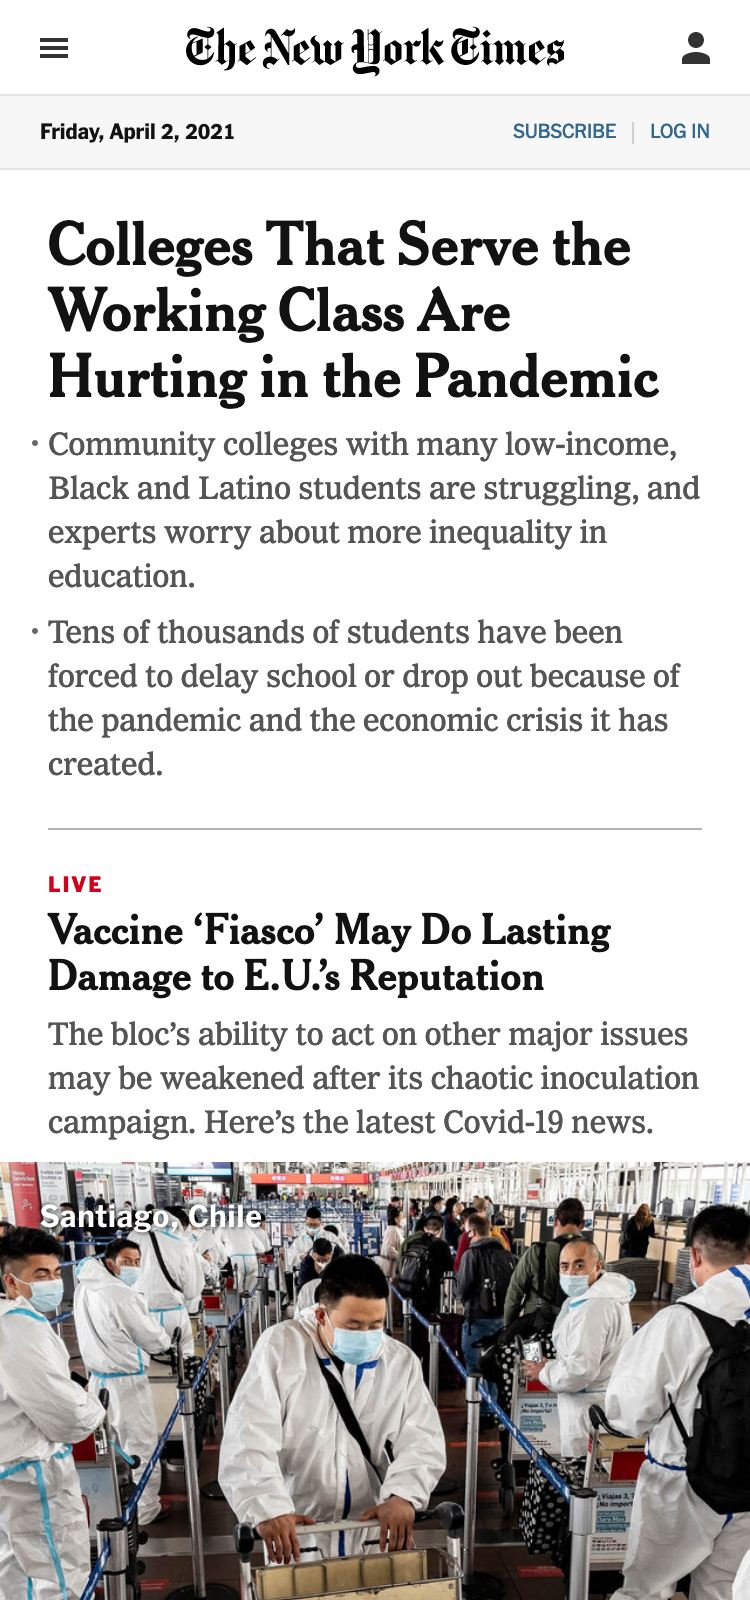 The New York Times
Friday, April 2, 2021
SUBSCRIBE
LOG IN
Colleges That Serve the
Working Class Are
Hurting in the Pandemic
• Community colleges with many low-income,
Black and Latino students are struggling, and
experts worry about more inequality in
education.
• Tens of thousands of students have been
forced to delay school or drop out because of
the pandemic and the economic crisis it has
created.
LIVE
Vaccine ‘Fiasco’ May Do Lasting
Damage to E.U.’s Reputation
The bloc’s ability to act on other major issues
may be weakened after its chaotic inoculation
campaign. Here’s the latest Covid-19 news.
Santiago, Chile